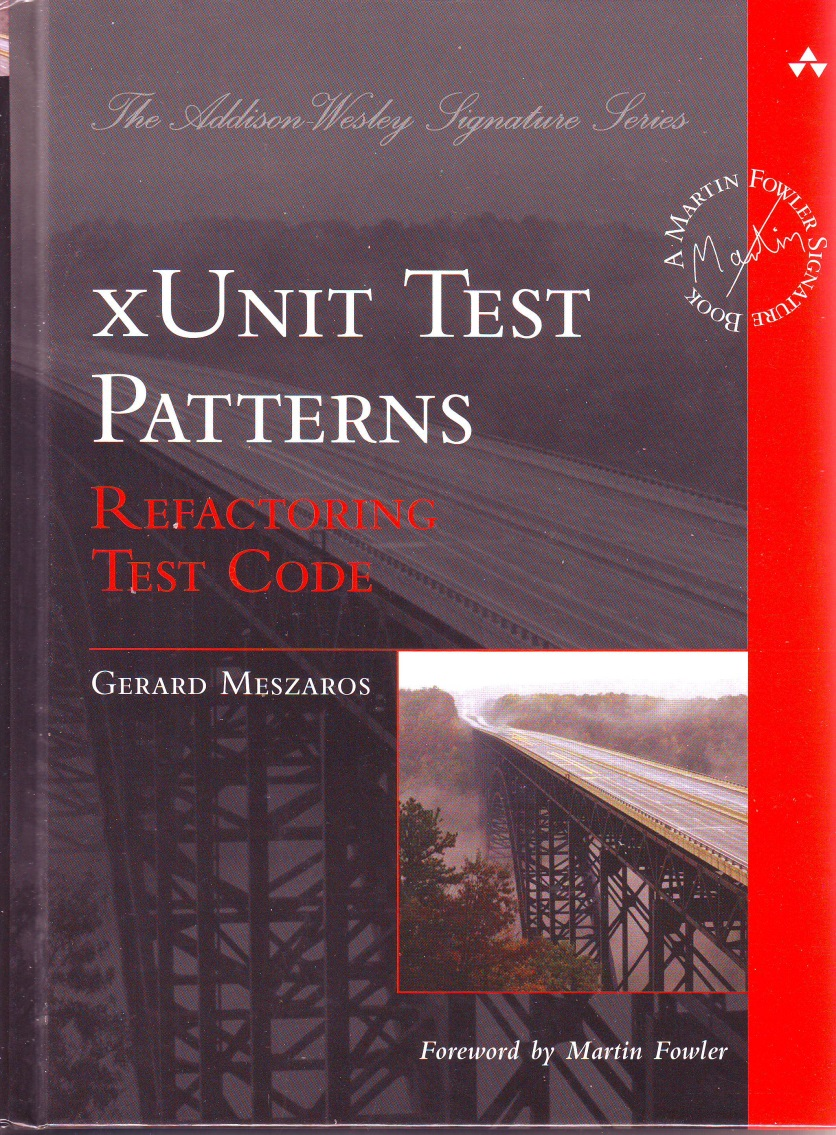 The Addison-Wesley Signature Series
A MARTIN FOWLER SIGNATURE BOOK
Martin
xUNIT TEST
PATTERNS
REFACTORING
TEST CODE
GERARD MESZAROS
Foreword by Martin Fowler